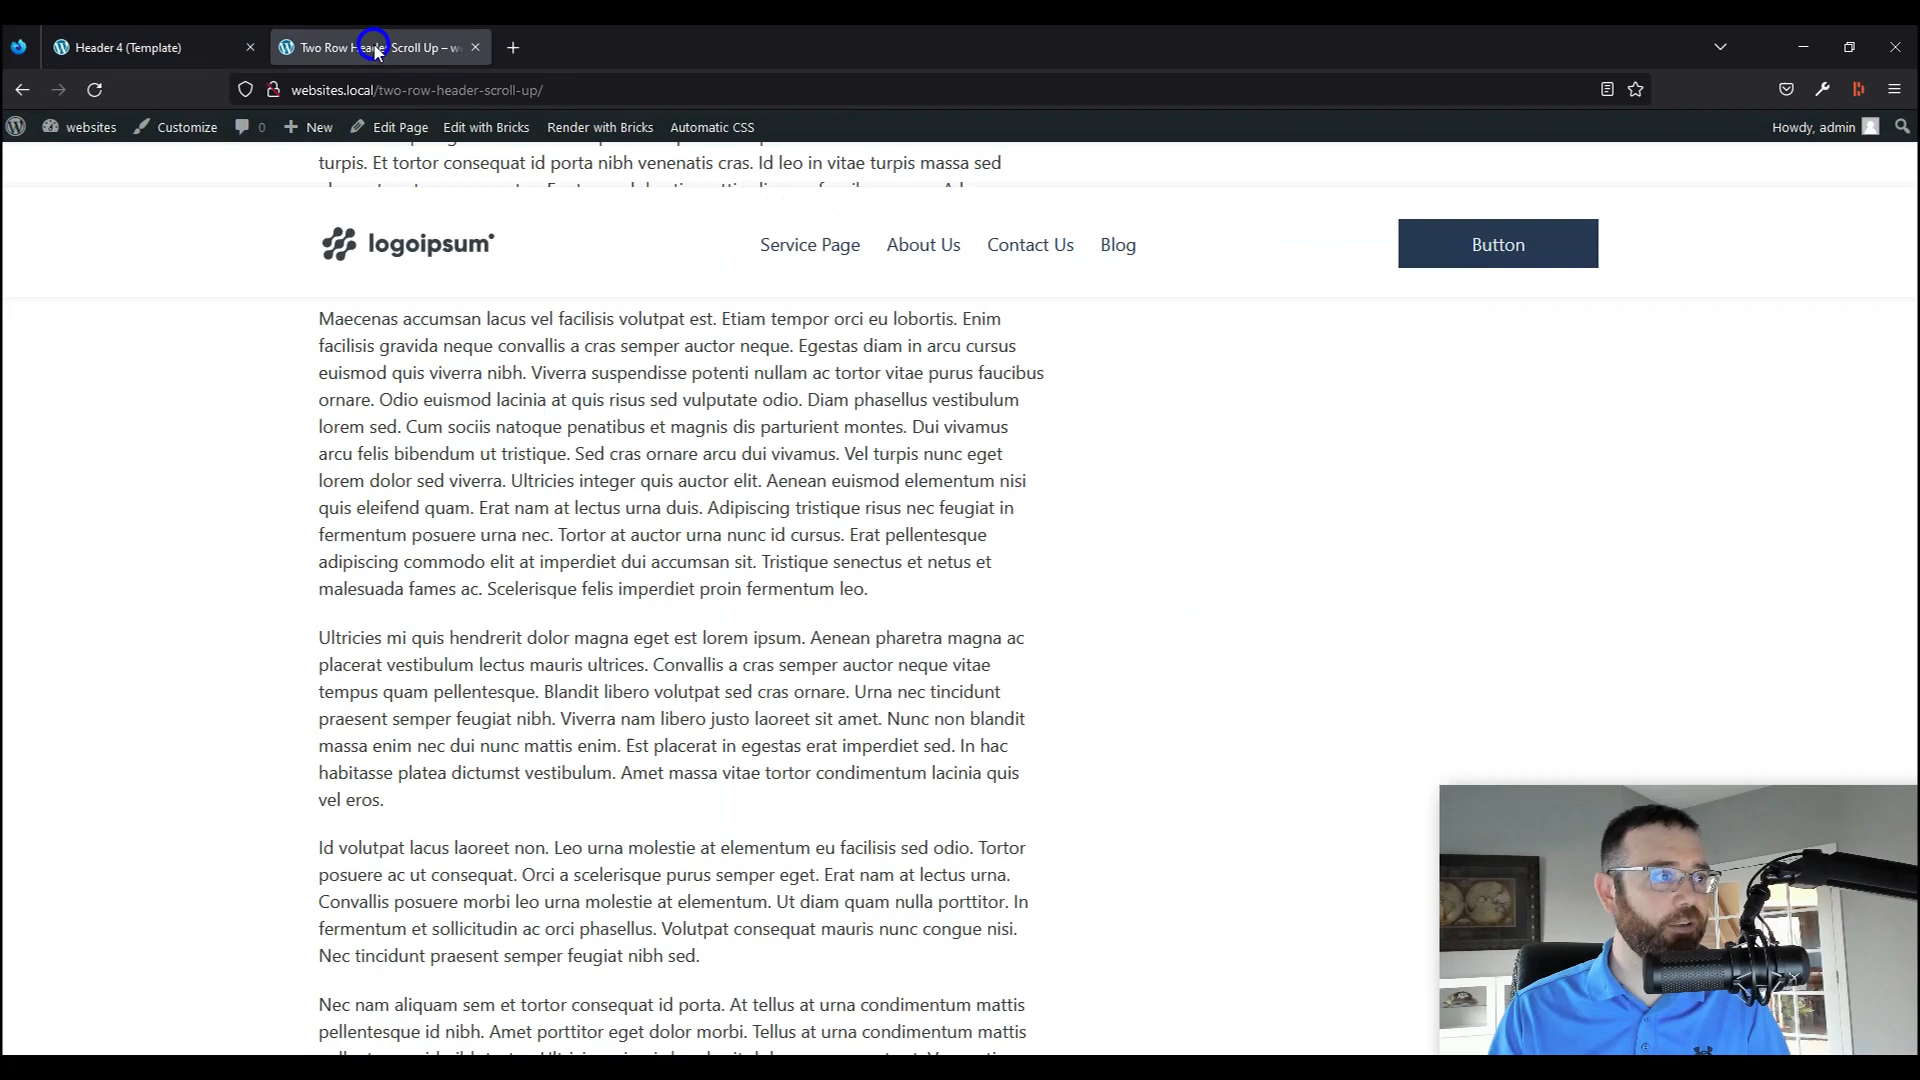 Header 4 (Template)
Two Row Header Scroll Up – we
websites.local/two-row-header-scroll-up/
websites Customize 0 New Edit Page Edit with Bricks Render with Bricks Automatic CSS Howdy, admin
turpis. Et tortor consequat id porta nibh venenatis cras. Id leo in vitae turpis massa sed
logoipsum Service Page About Us Contact Us Blog Button
Maecenas accumsan lacus vel facilisis volutpat est. Etiam tempor orci eu lobortis. Enim
facilisis gravida neque convallis a cras semper auctor neque. Egestas diam in arcu cursus
euismod quis viverra nibh. Viverra suspendisse potenti nullam ac tortor vitae purus faucibus
ornare. Odio euismod lacinia at quis risus sed vulputate odio. Diam phasellus vestibulum
lorem sed. Cum sociis natoque penatibus et magnis dis parturient montes. Dui vivamus
arcu felis bibendum ut tristique. Sed cras ornare arcu dui vivamus. Vel turpis nunc eget
lorem dolor sed viverra. Ultricies integer quis auctor elit. Aenean euismod elementum nisi
quis eleifend quam. Erat nam at lectus urna duis. Adipiscing tristique risus nec feugiat in
fermentum posuere urna nec. Tortor at auctor urna nunc id cursus. Erat pellentesque
adipiscing commodo elit at imperdiet dui accumsan sit. Tristique senectus et netus et
malesuada fames ac. Scelerisque felis imperdiet proin fermentum leo.
Ultricies mi quis hendrerit dolor magna eget est lorem ipsum. Aenean pharetra magna ac
placerat vestibulum lectus mauris ultrices. Convallis a cras semper auctor neque vitae
tempus quam pellentesque. Blandit libero volutpat sed cras ornare. Urna nec tincidunt
praesent semper feugiat nibh. Viverra nam libero justo laoreet sit amet. Nunc non blandit
massa enim nec dui nunc mattis enim. Est placerat in egestas erat imperdiet sed. In hac
habitasse platea dictumst vestibulum. Amet massa vitae tortor condimentum lacinia quis
vel eros.
Id volutpat lacus laoreet non. Leo urna molestie at elementum eu facilisis sed odio. Tortor
posuere ac ut consequat. Orci a scelerisque purus semper eget. Erat nam at lectus urna.
Convallis posuere morbi leo urna molestie at elementum. Ut diam quam nulla porttitor. In
fermentum et sollicitudin ac orci phasellus. Volutpat consequat mauris nunc congue nisi.
Nec tincidunt praesent semper feugiat nibh sed.
Nec nam aliquam sem et tortor consequat id porta. At tellus at urna condimentum mattis
pellentesque id nibh. Amet porttitor eget dolor morbi. Tellus at urna condimentum mattis